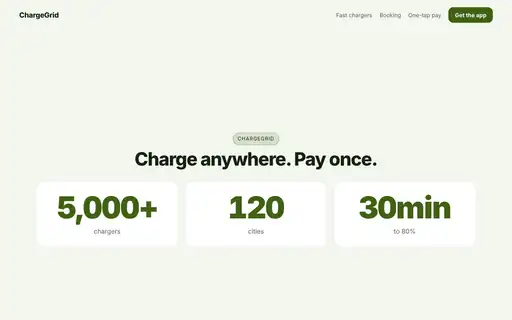 ChargeGrid
Fast chargers Booking One-tap pay Get the app
CHARGEGRID
Charge anywhere. Pay once.
5,000+ 120 30min
chargers cities to 80%